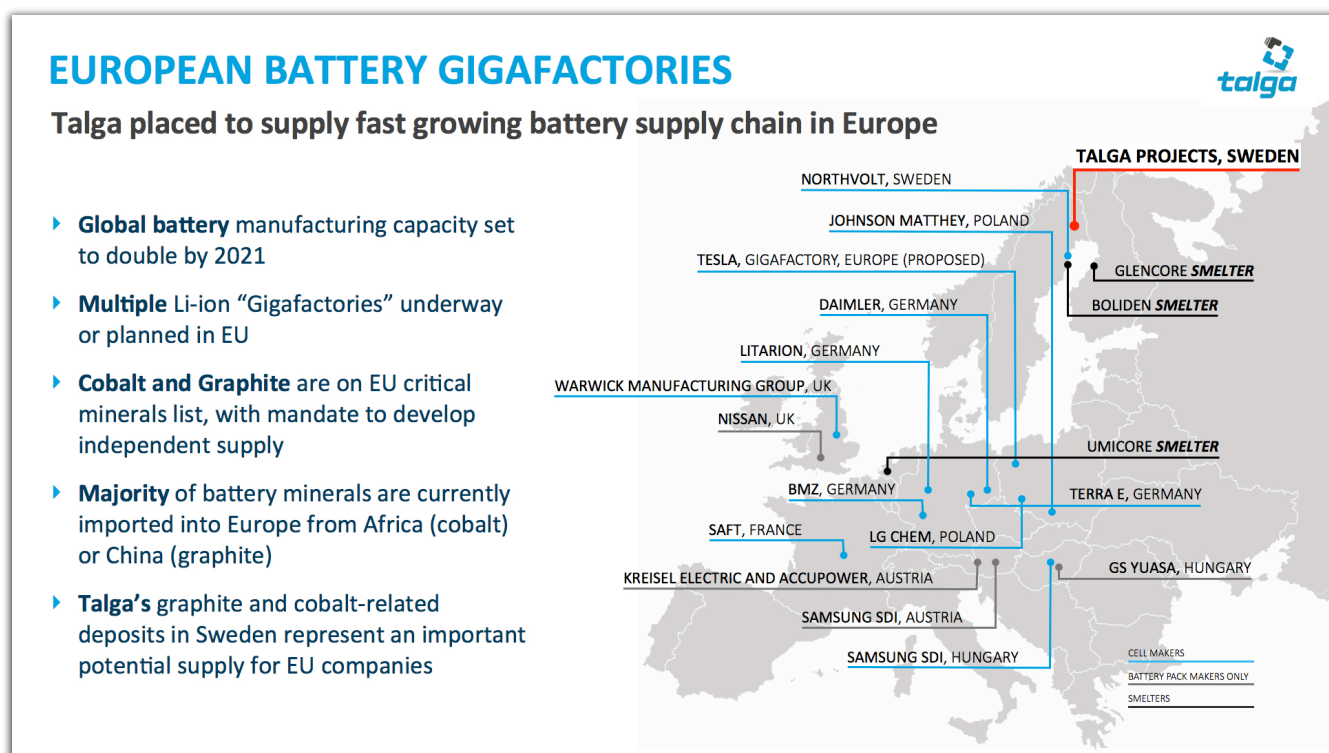 EUROPEAN BATTERY GIGAFACTORIES
talga
Talga placed to supply fast growing battery supply chain in Europe
Global battery manufacturing capacity set
to double by 2021
Multiple Li-ion “Gigafactories” underway
or planned in EU
Cobalt and Graphite are on EU critical
minerals list, with mandate to develop
independent supply
Majority of battery minerals are currently
imported into Europe from Africa (cobalt)
or China (graphite)
Talga’s graphite and cobalt-related
deposits in Sweden represent an important
potential supply for EU companies
TALGA PROJECTS, SWEDEN
NORTHVOLT, SWEDEN
JOHNSON MATTHEY, POLAND
TESLA, GIGAFACTORY, EUROPE (PROPOSED)
GLENCORE SMELTER
DAIMLER, GERMANY
BOLIDEN SMELTER
LITARION, GERMANY
WARWICK MANUFACTURING GROUP, UK
NISSAN, UK
UMICORE SMELTER
BMZ, GERMANY
TERRA E, GERMANY
SAFT, FRANCE
LG CHEM, POLAND
GS YUASA, HUNGARY
KREISEL ELECTRIC AND ACCUPOWER, AUSTRIA
SAMSUNG SDI, AUSTRIA
SAMSUNG SDI, HUNGARY
CELL MAKERS
BATTERY PACK MAKERS ONLY
SMELTERS